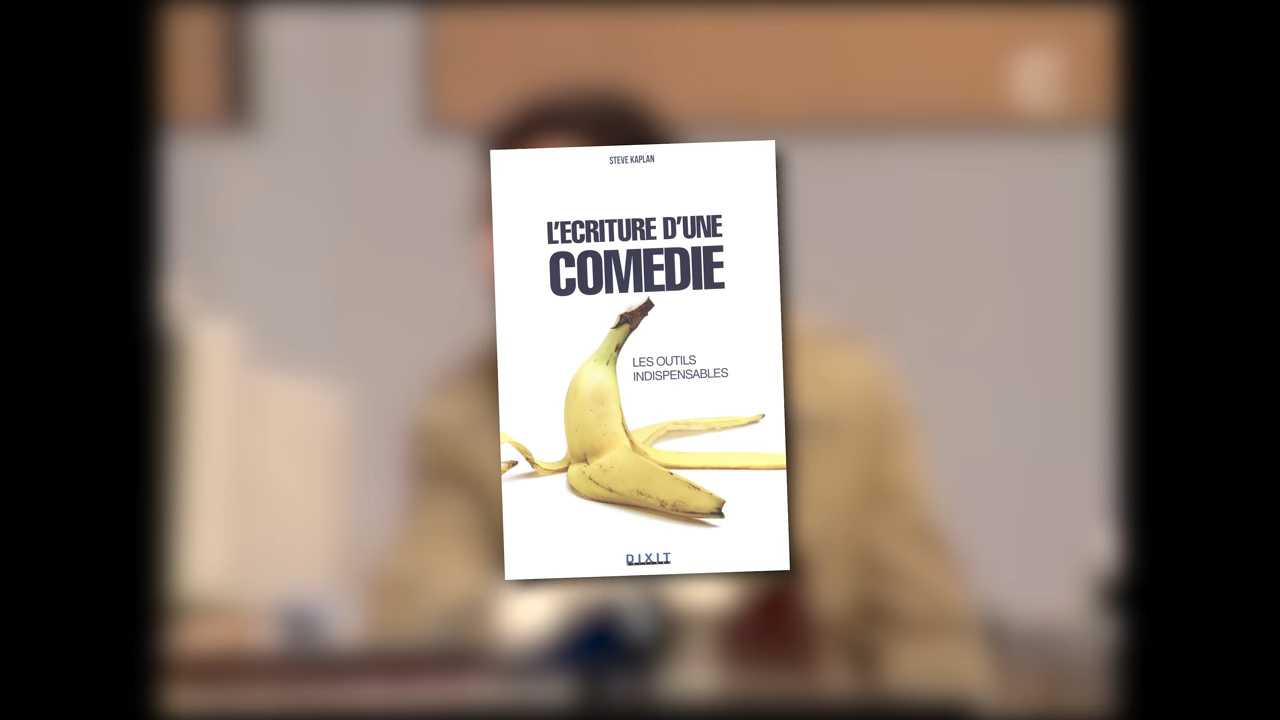 STEVE KAPLAN
L'ECRITURE D'UNE
COMEDIE
LES OUTILS
INDISPENSABLES
DIXIT